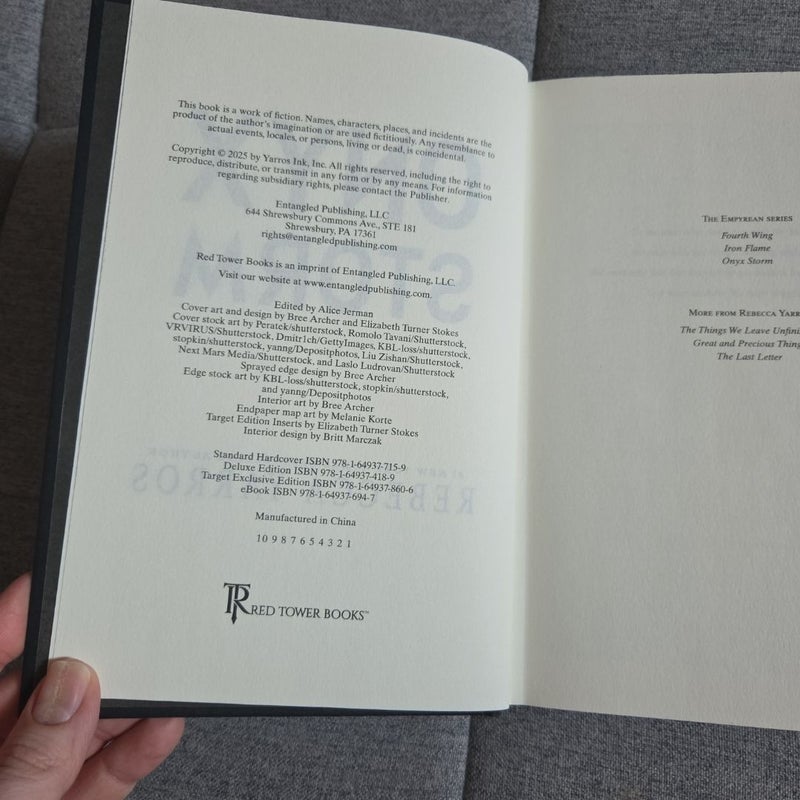 This book is a work of fiction. Names, characters, places, and incidents are the
product of the author's imagination or are used fictitiously. Any resemblance to
actual events, locales, or persons, living or dead, is coincidental.
Copyright © 2025 by Yarros Ink, Inc. All rights reserved, including the right to
reproduce, distribute, or transmit in any form or by any means. For information
regarding subsidiary rights, please contact the Publisher.
Entangled Publishing, LLC
644 Shrewsbury Commons Ave., STE 181
Shrewsbury, PA 17361
rights@entangledpublishing.com
Red Tower Books is an imprint of Entangled Publishing, LLC.
Visit our website at www.entangledpublishing.com.
Edited by Alice Jerman
Cover art and design by Bree Archer and Elizabeth Turner Stokes
Cover stock art by Peratek/shutterstock, Romolo Tavani/Shutterstock,
VRVIRUS/Shutterstock, Dmitr1ch/GettyImages, KBL-loss/shutterstock,
stopkin/shutterstock, yanng/Depositphotos, Liu Zishan/Shutterstock,
Next Mars Media/Shutterstock, and Laslo Ludrovan/Shutterstock
Sprayed edge design by Bree Archer
Edge stock art by KBL-loss/shutterstock, stopkin/shutterstock,
and yanng/Depositphotos
Interior art by Bree Archer
Endpaper map art by Melanie Korte
Target Edition Inserts by Elizabeth Turner Stokes
Interior design by Britt Marczak
Standard Hardcover ISBN 978-1-64937-715-9
Deluxe Edition ISBN 978-1-64937-418-9
Target Exclusive Edition ISBN 978-1-64937-860-6
eBook ISBN 978-1-64937-694-7
Manufactured in China
10 9 8 7 6 5 4 3 2 1
TR RED TOWER BOOKS™
The Empyrean series
Fourth Wing
Iron Flame
Onyx Storm
More from Rebecca Yarr
The Things We Leave Unfini
Great and Precious Thing
The Last Letter